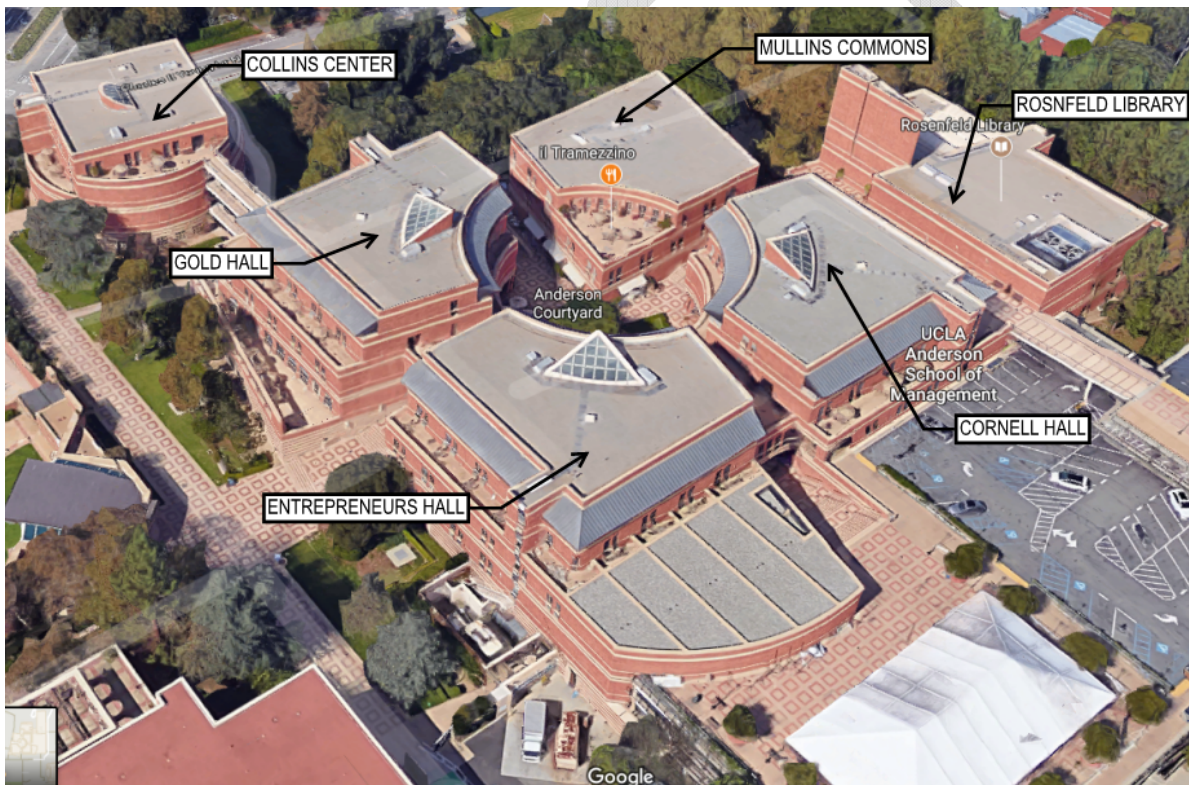 MULLINS COMMONS
COLLINS CENTER
ROSNFELD LIBRARY
Rosenfeld Library
il Tramezzino
GOLD HALL
Anderson
Courtyard
UCLA
Anderson
School of
Management
CORNELL HALL
ENTREPRENEURS HALL
Google